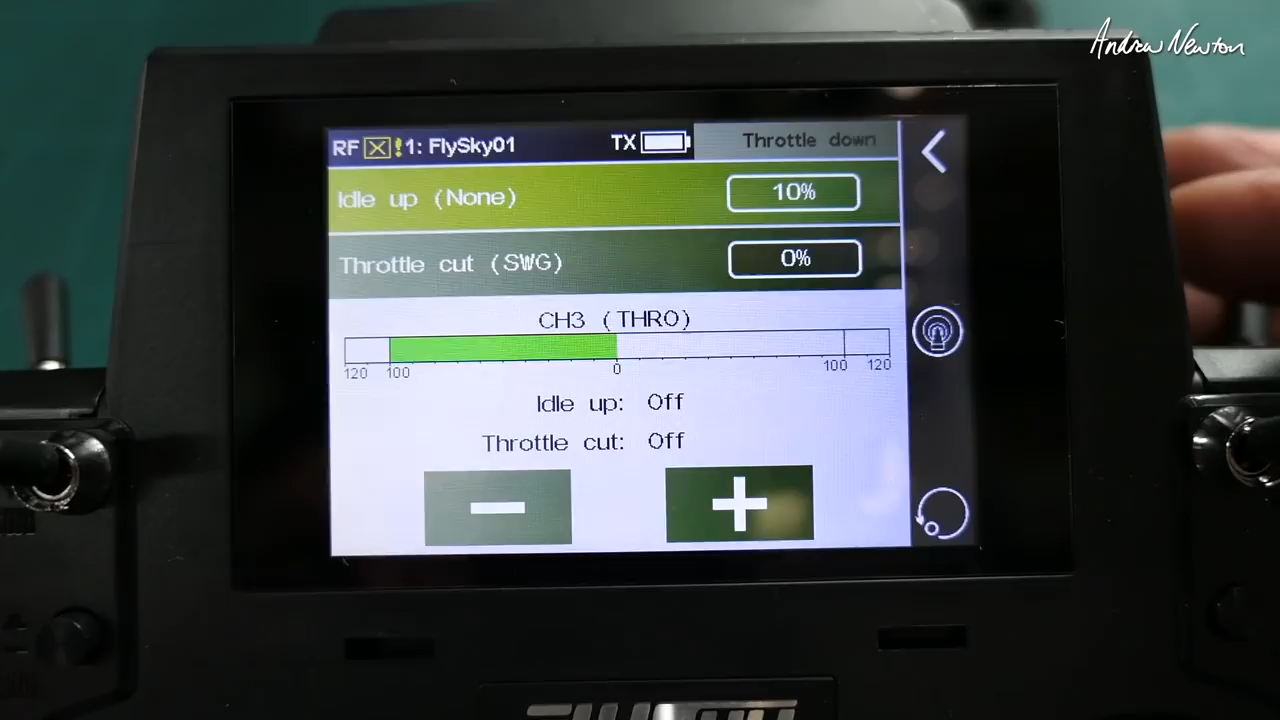 Andrew Newton
RF 1: FlySky01 TX Throttle down
Idle up (None) 10%
Throttle cut (SWG) 0%
CH3 (THRO)
120 100 0 100 120
Idle up: Off
Throttle cut: Off